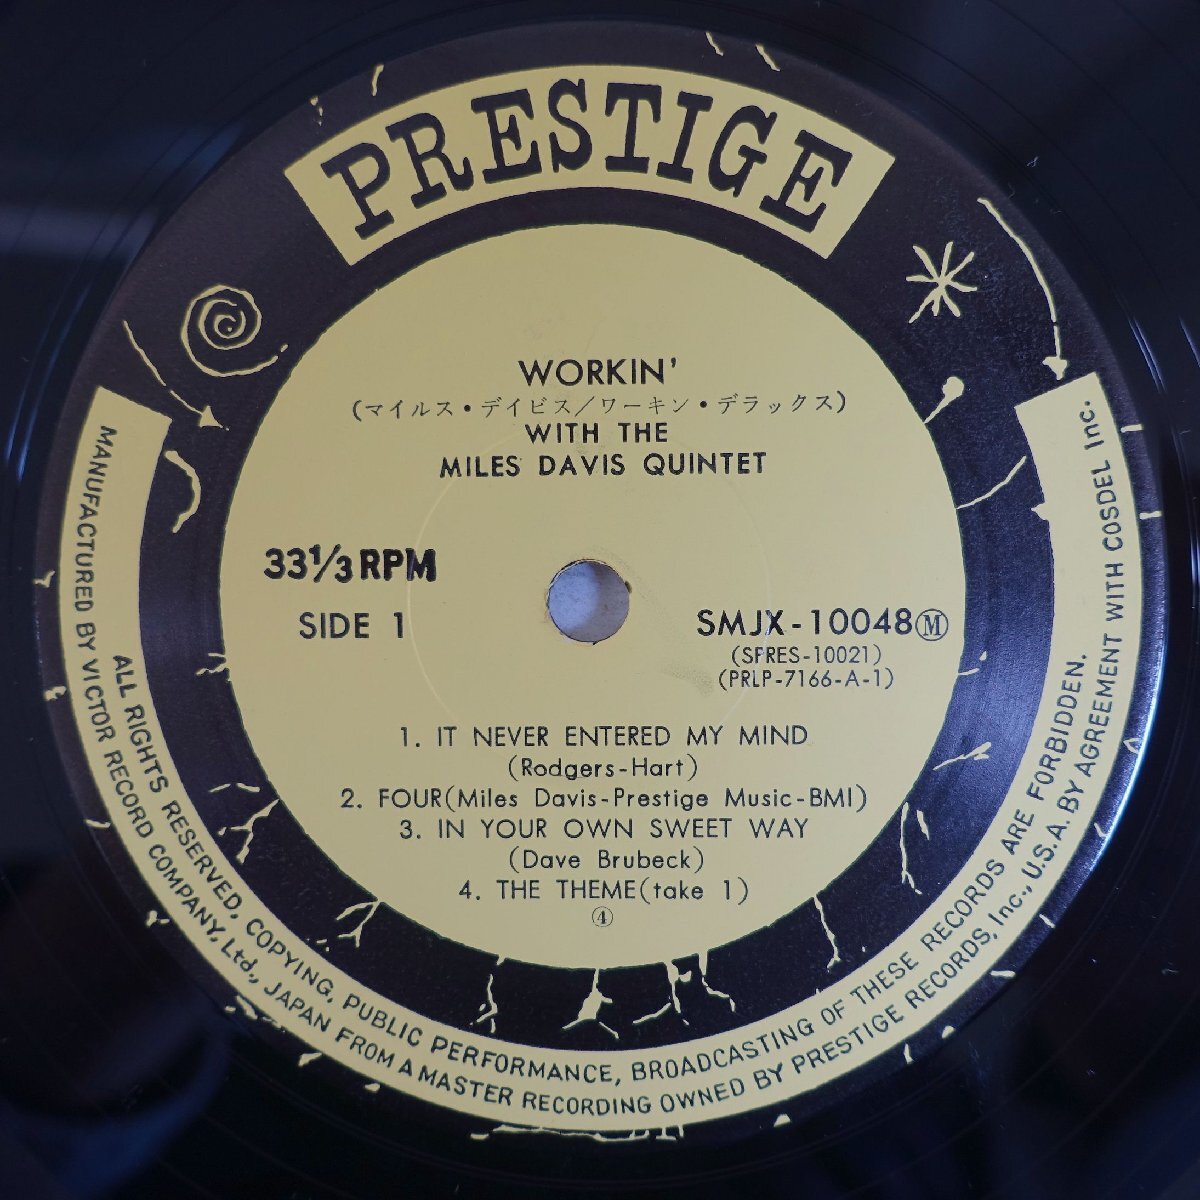 PRESTIGE
WORKIN'
(マイルス・デイビス/ワーキン・デラックス)
WITH THE
MILES DAVIS QUINTET
33⅓ RPM
SIDE 1
SMJX-10048Ⓜ
(SPRES-10021)
(PRLP-7166-A-1)
1. IT NEVER ENTERED MY MIND
(Rodgers-Hart)
2. FOUR(Miles Davis-Prestige Music-BMI)
3. IN YOUR OWN SWEET WAY
(Dave Brubeck)
4. THE THEME(take 1)
④
ALL RIGHTS RESERVED, COPYING, PUBLIC PERFORMANCE, BROADCASTING OF THESE RECORDS ARE FORBIDDEN.
MANUFACTURED BY VICTOR RECORD COMPANY, Ltd., JAPAN FROM A MASTER RECORDING OWNED BY PRESTIGE RECORDS, Inc., U.S.A. BY AGREEMENT WITH COSDEL Inc.